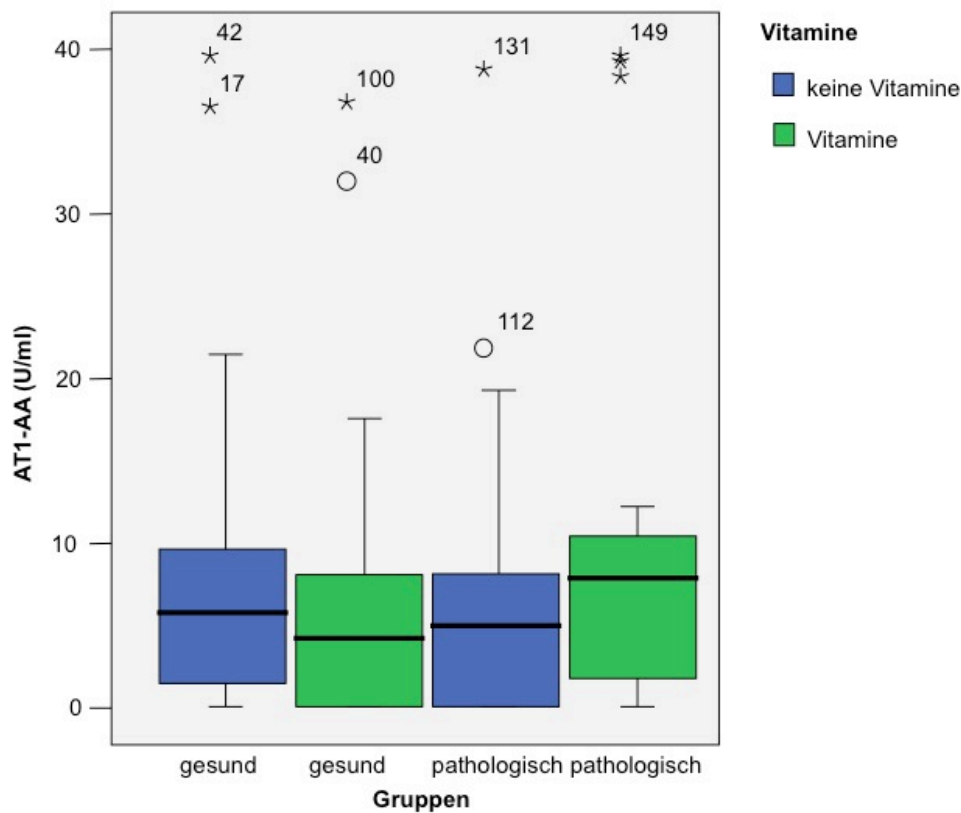 Vitamine
keine Vitamine
Vitamine
AT1-AA (U/ml)
40
30
20
10
0
42
17
100
40
131
112
149
gesund gesund pathologisch pathologisch
Gruppen